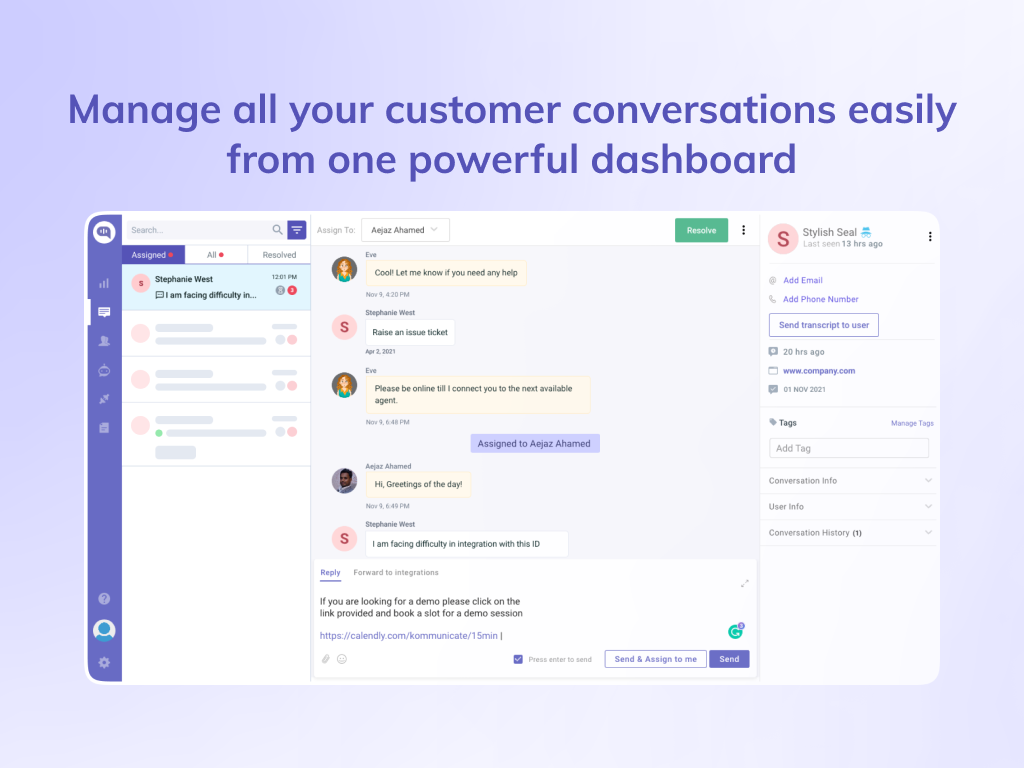 Manage all your customer conversations easily
from one powerful dashboard
Search...
Assigned
All
Resolved
Stephanie West
12:01 PM
I am facing difficulty in...
3
Assign To:
Aejaz Ahamed
Resolve
Eve
Cool! Let me know if you need any help
Nov 9, 4:20 PM
Stephanie West
S
Raise an issue ticket
Apr 2, 2021
Eve
Please be online till I connect you to the next available
agent.
Nov 9, 6:48 PM
Assigned to Aejaz Ahamed
Aejaz Ahamed
Hi, Greetings of the day!
Nov 9, 6:49 PM
Stephanie West
S
I am facing difficulty in integration with this ID
Reply
Forward to integrations
If you are looking for a demo please click on the
link provided and book a slot for a demo session
https://calendly.com/kommunicate/15min
Press enter to send
Send & Assign to me
Send
S
Stylish Seal
Last seen 13 hrs ago
Add Email
Add Phone Number
Send transcript to user
20 hrs ago
www.company.com
01 NOV 2021
Tags
Manage Tags
Add Tag
Conversation Info
User Info
Conversation History (1)